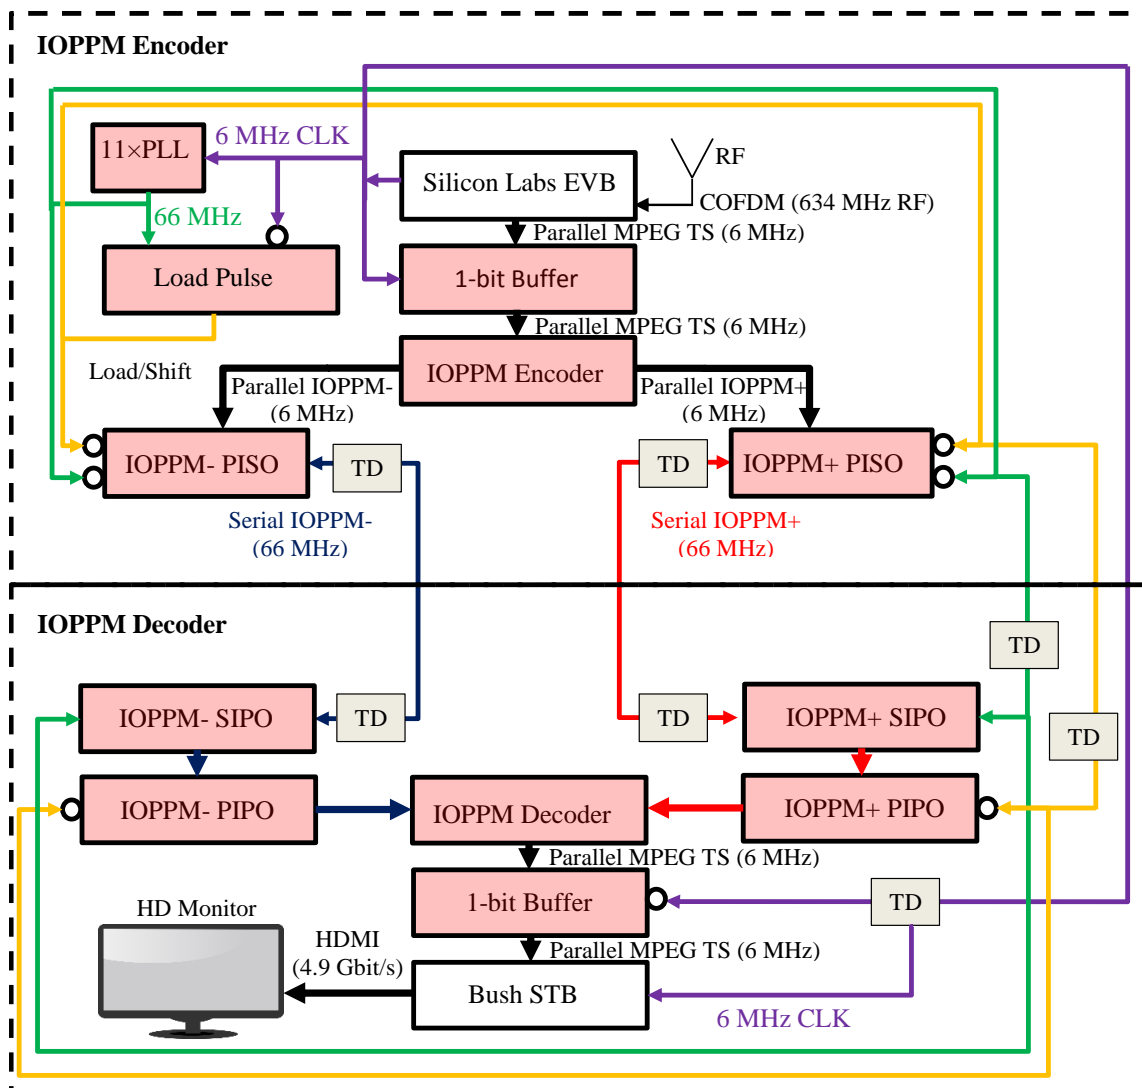 IOPPM Encoder
11×PLL
6 MHz CLK
RF
Silicon Labs EVB
COFDM (634 MHz RF)
66 MHz
Parallel MPEG TS (6 MHz)
Load Pulse
1-bit Buffer
Parallel MPEG TS (6 MHz)
Load/Shift
IOPPM Encoder
Parallel IOPPM-
(6 MHz)
Parallel IOPPM+
(6 MHz)
IOPPM- PISO
TD
TD
IOPPM+ PISO
Serial IOPPM-
(66 MHz)
Serial IOPPM+
(66 MHz)
IOPPM Decoder
TD
IOPPM- SIPO
TD
TD
IOPPM+ SIPO
TD
IOPPM- PIPO
IOPPM Decoder
IOPPM+ PIPO
Parallel MPEG TS (6 MHz)
1-bit Buffer
TD
HD Monitor
HDMI
(4.9 Gbit/s)
Parallel MPEG TS (6 MHz)
Bush STB
6 MHz CLK